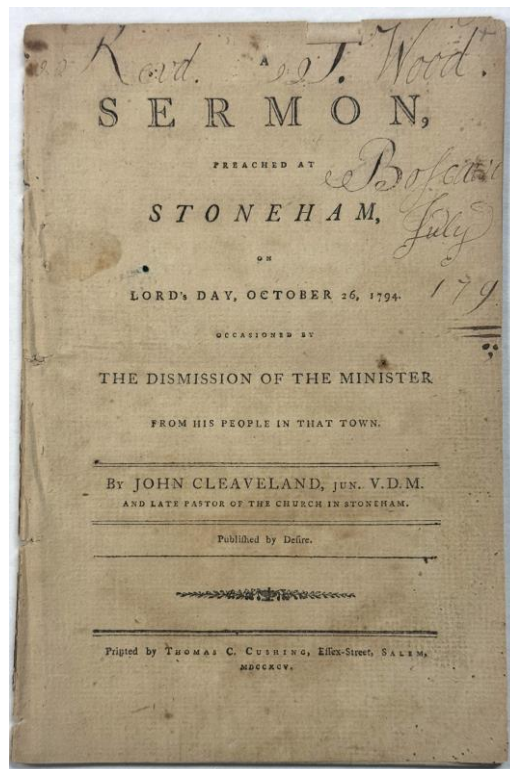 Revd. J. Wood
A
SERMON,
PREACHED AT
STONEHAM,
July
ON
LORD's DAY, OCTOBER 26, 1794.
179
OCCASIONED BY
THE DISMISSION OF THE MINISTER
FROM HIS PEOPLE IN THAT TOWN.
BY JOHN CLEAVELAND, JUN. V.D.M.
AND LATE PASTOR OF THE CHURCH IN STONEHAM.
Publiſhed by Deſire.
Printed by THOMAS C. CUSHING, Eſſex-Street, SALEM,
MDCCXCV.